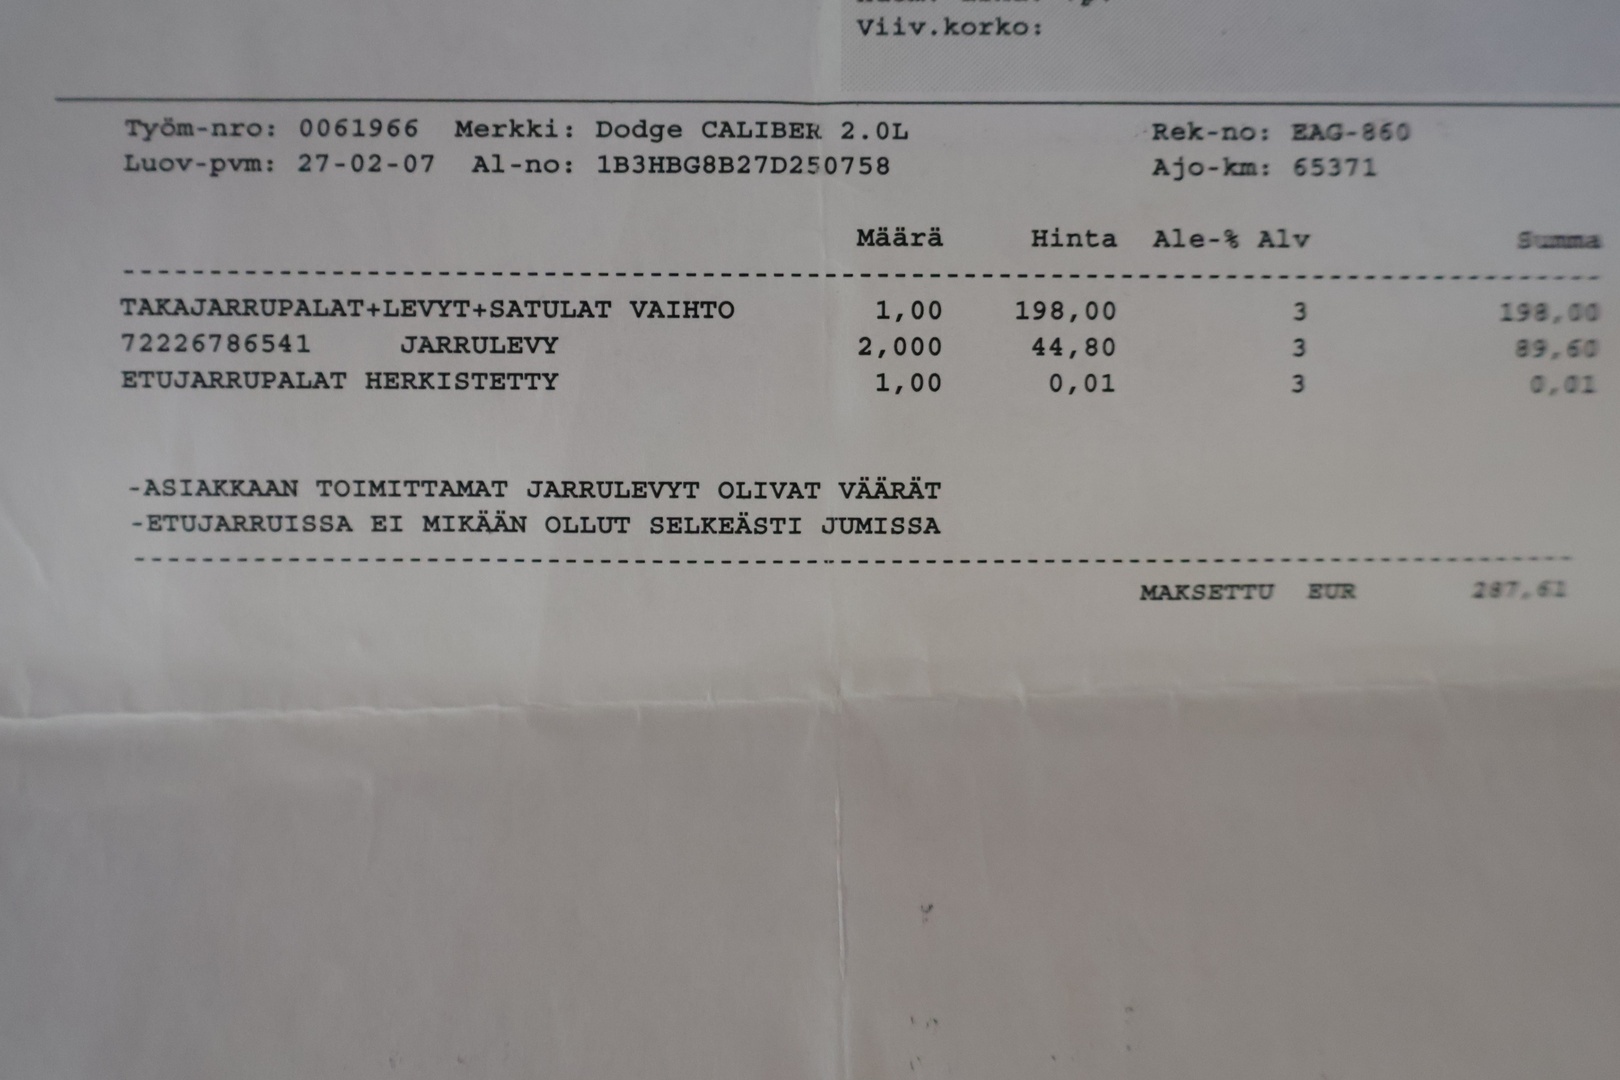 Viiv.korko:
Työm-nro: 0061966 Merkki: Dodge CALIBER 2.0L Rek-no: EAG-860
Luov-pvm: 27-02-07 Al-no: 1B3HBG8B27D250758 Ajo-km: 65371
Määrä Hinta Ale-% Alv Summa
TAKAJARRUPALAT+LEVYT+SATULAT VAIHTO 1,00 198,00 3 198,00
72226786541 JARRULEVY 2,000 44,80 3 89,60
ETUJARRUPALAT HERKISTETTY 1,00 0,01 3 0,01
-ASIAKKAAN TOIMITTAMAT JARRULEVYT OLIVAT VÄÄRÄT
-ETUJARRUISSA EI MIKÄÄN OLLUT SELKEÄSTI JUMISSA
MAKSETTU EUR 287,61